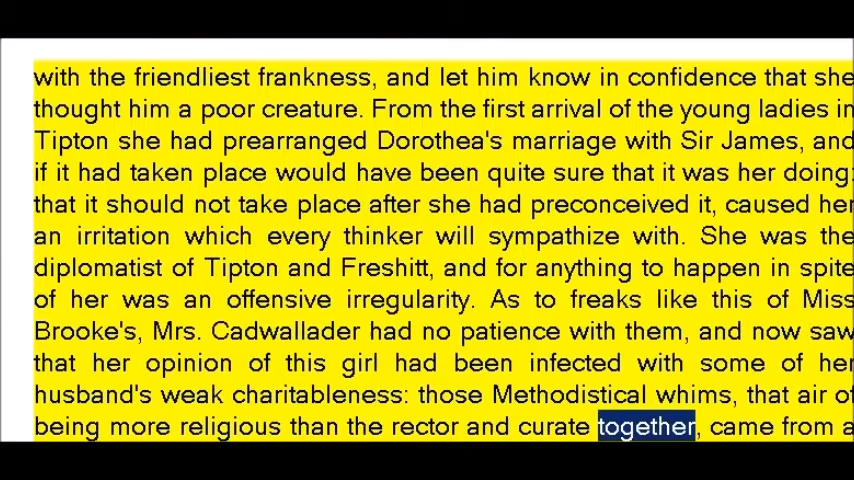 with the friendliest frankness, and let him know in confidence that she
thought him a poor creature. From the first arrival of the young ladies in
Tipton she had prearranged Dorothea's marriage with Sir James, and
if it had taken place would have been quite sure that it was her doing:
that it should not take place after she had preconceived it, caused her
an irritation which every thinker will sympathize with. She was the
diplomatist of Tipton and Freshitt, and for anything to happen in spite
of her was an offensive irregularity. As to freaks like this of Miss
Brooke's, Mrs. Cadwallader had no patience with them, and now saw
that her opinion of this girl had been infected with some of her
husband's weak charitableness: those Methodistical whims, that air of
being more religious than the rector and curate together, came from a